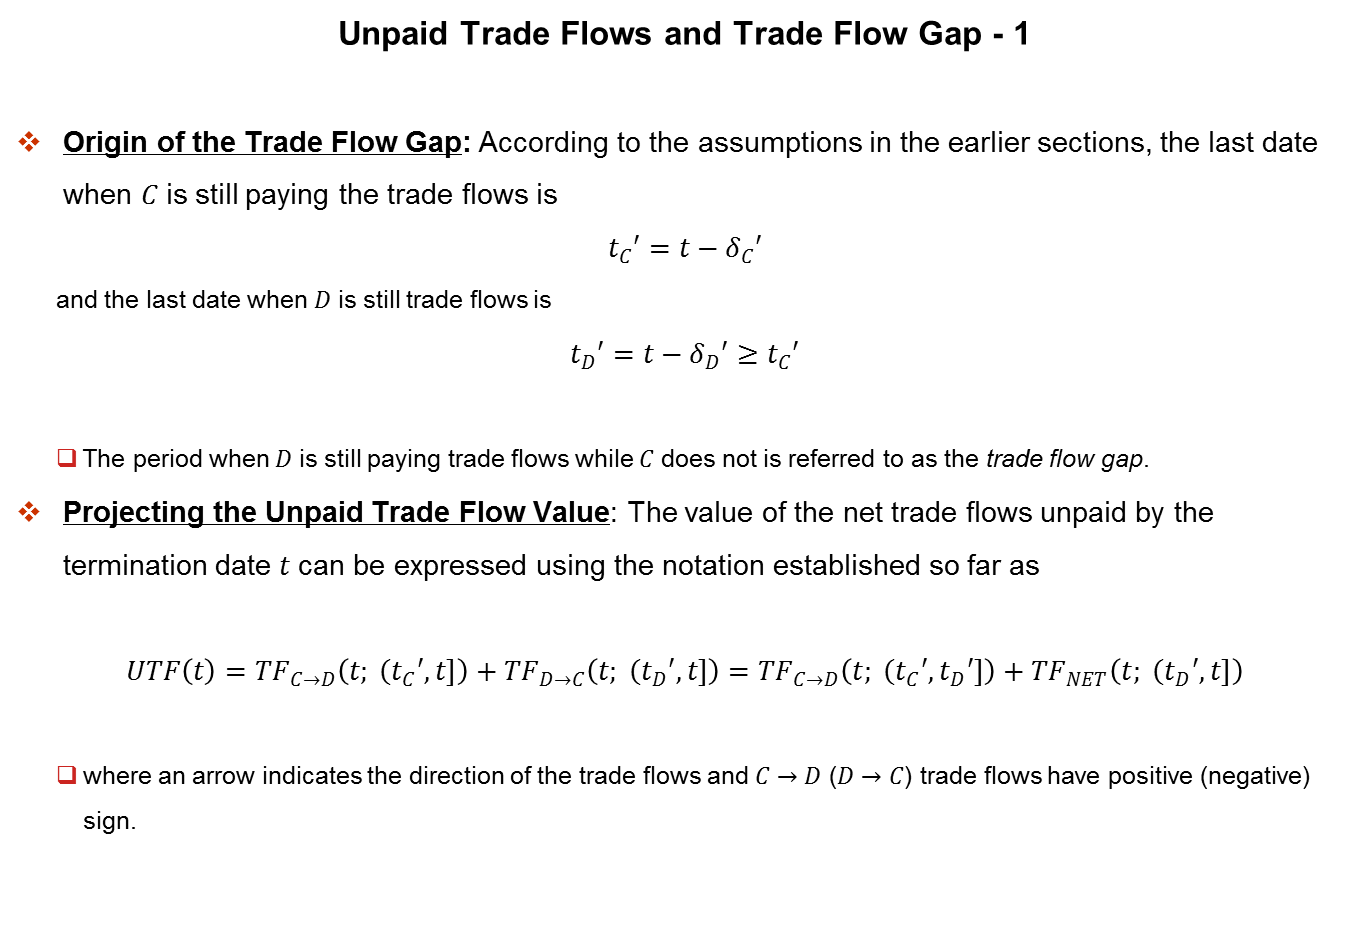 Unpaid Trade Flows and Trade Flow Gap - 1
❖ Origin of the Trade Flow Gap: According to the assumptions in the earlier sections, the last date
when C is still paying the trade flows is
t_C′ = t − δ_C′
and the last date when D is still trade flows is
t_D′ = t − δ_D′ ≥ t_C′
❑ The period when D is still paying trade flows while C does not is referred to as the trade flow gap.
❖ Projecting the Unpaid Trade Flow Value: The value of the net trade flows unpaid by the
termination date t can be expressed using the notation established so far as
UTF(t) = TF_{C→D}(t; (t_C′, t]) + TF_{D→C}(t; (t_D′, t]) = TF_{C→D}(t; (t_C′, t_D′]) + TF_{NET}(t; (t_D′, t])
❑ where an arrow indicates the direction of the trade flows and C → D (D → C) trade flows have positive (negative)
sign.